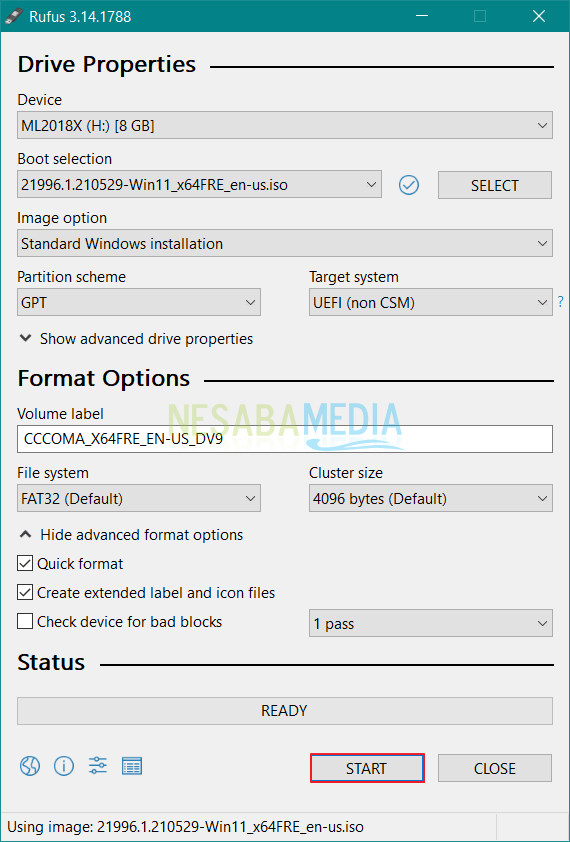 Rufus 3.14.1788
Drive Properties
Device
ML2018X (H:) [8 GB]
Boot selection
21996.1.210529-Win11_x64FRE_en-us.iso
SELECT
Image option
Standard Windows installation
Partition scheme
Target system
GPT
UEFI (non CSM)
?
Show advanced drive properties
Format Options
NESABAMEDIA
Volume label
CCCOMA_X64FRE_EN-US_DV9
File system
Cluster size
FAT32 (Default)
4096 bytes (Default)
Hide advanced format options
Quick format
Create extended label and icon files
Check device for bad blocks
1 pass
Status
READY
START
CLOSE
Using image: 21996.1.210529-Win11_x64FRE_en-us.iso